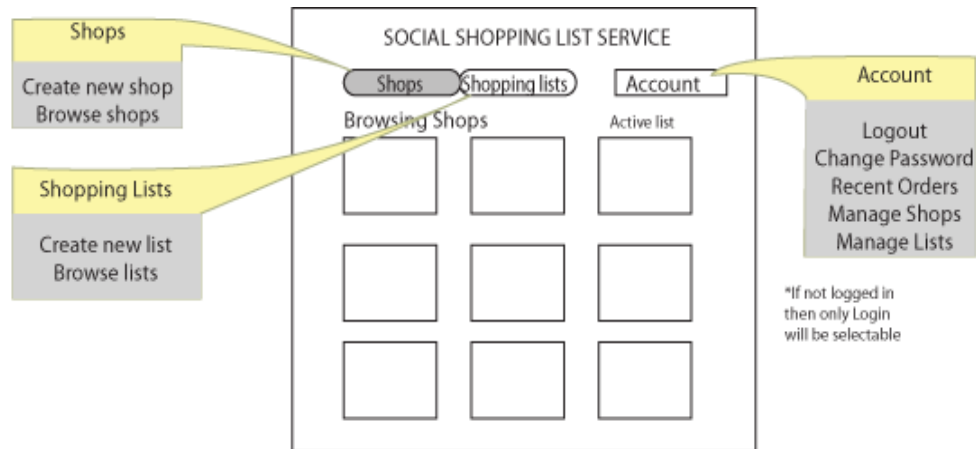 Shops
Create new shop
Browse shops
Shopping Lists
Create new list
Browse lists
SOCIAL SHOPPING LIST SERVICE
Shops
Shopping lists
Account
Browsing Shops
Active list
Account
Logout
Change Password
Recent Orders
Manage Shops
Manage Lists
*If not logged in
then only Login
will be selectable